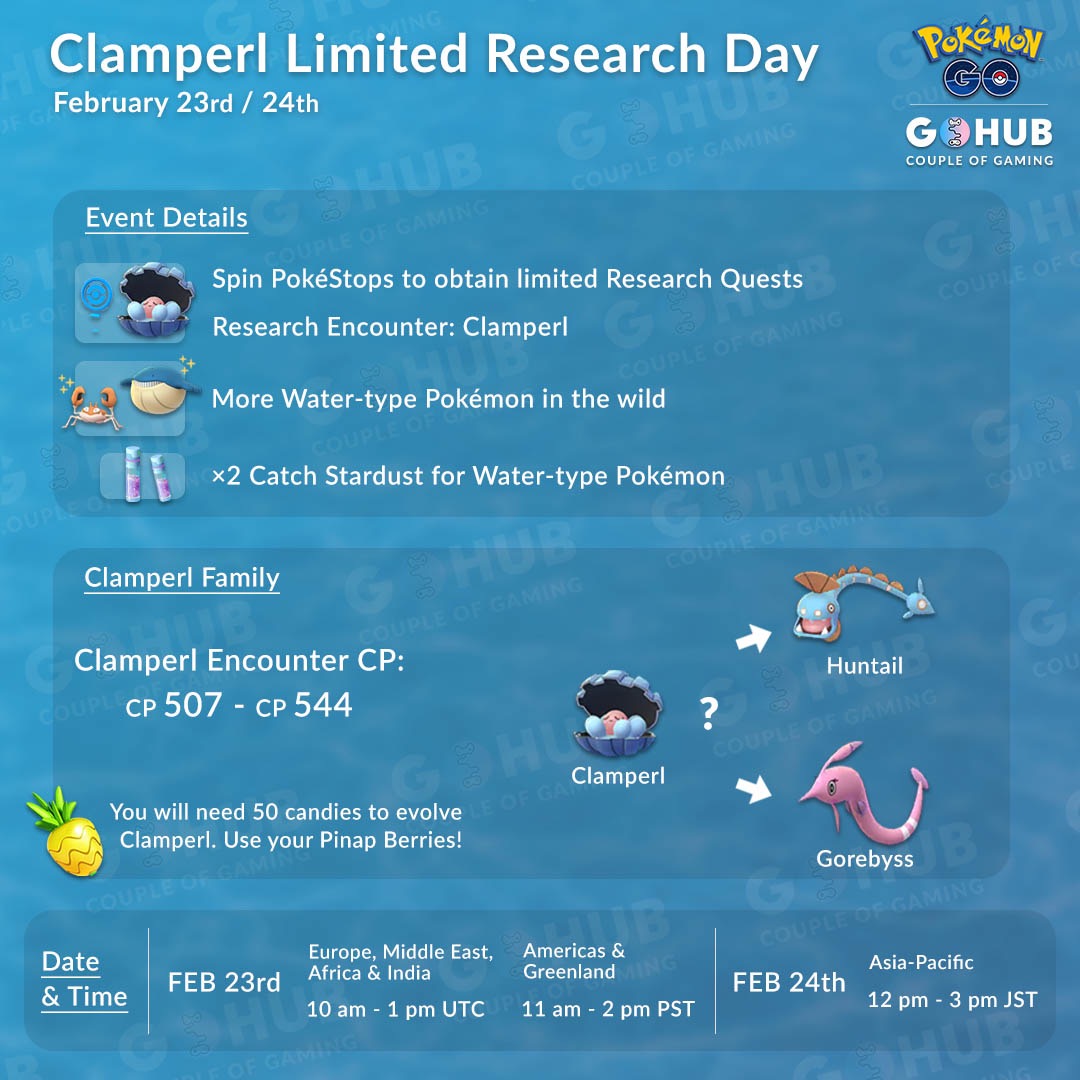 Clamperl Limited Research Day
February 23rd / 24th
POKÉMON
GO
GOHUB
COUPLE OF GAMING
Event Details
Spin PokéStops to obtain limited Research Quests
Research Encounter: Clamperl
More Water-type Pokémon in the wild
×2 Catch Stardust for Water-type Pokémon
Clamperl Family
Clamperl Encounter CP:
CP 507 - CP 544
You will need 50 candies to evolve
Clamperl. Use your Pinap Berries!
Clamperl
?
Huntail
Gorebyss
Date
& Time
FEB 23rd
Europe, Middle East,
Africa & India
10 am - 1 pm UTC
Americas &
Greenland
11 am - 2 pm PST
FEB 24th
Asia-Pacific
12 pm - 3 pm JST